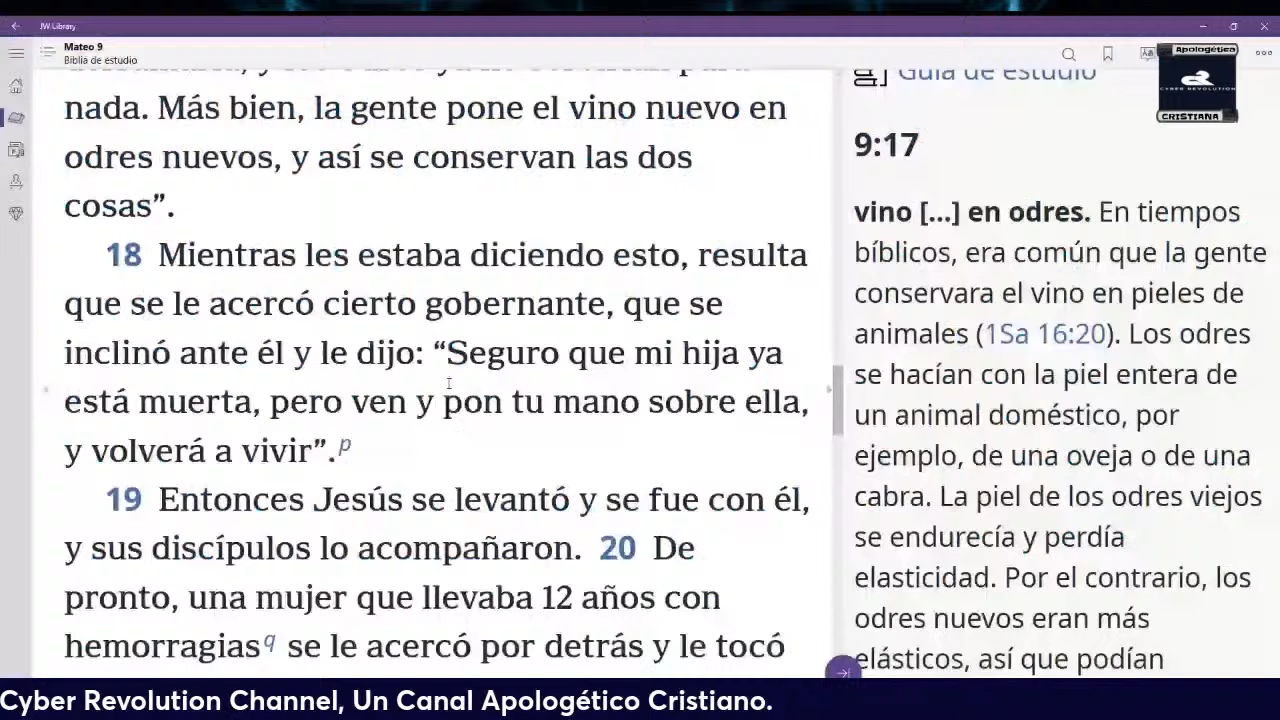 JW Library
Mateo 9
Biblia de estudio
Apologética
CYBER REVOLUTION
CRISTIANA
nada. Más bien, la gente pone el vino nuevo en
odres nuevos, y así se conservan las dos
cosas”.
18 Mientras les estaba diciendo esto, resulta
que se le acercó cierto gobernante, que se
inclinó ante él y le dijo: “Seguro que mi hija ya
está muerta, pero ven y pon tu mano sobre ella,
y volverá a vivir”.p
19 Entonces Jesús se levantó y se fue con él,
y sus discípulos lo acompañaron. 20 De
pronto, una mujer que llevaba 12 años con
hemorragias q se le acercó por detrás y le tocó
Guía de estudio
9:17
vino [...] en odres. En tiempos
bíblicos, era común que la gente
conservara el vino en pieles de
animales (1Sa 16:20). Los odres
se hacían con la piel entera de
un animal doméstico, por
ejemplo, de una oveja o de una
cabra. La piel de los odres viejos
se endurecía y perdía
elasticidad. Por el contrario, los
odres nuevos eran más
elásticos, así que podían
Cyber Revolution Channel, Un Canal Apologético Cristiano.